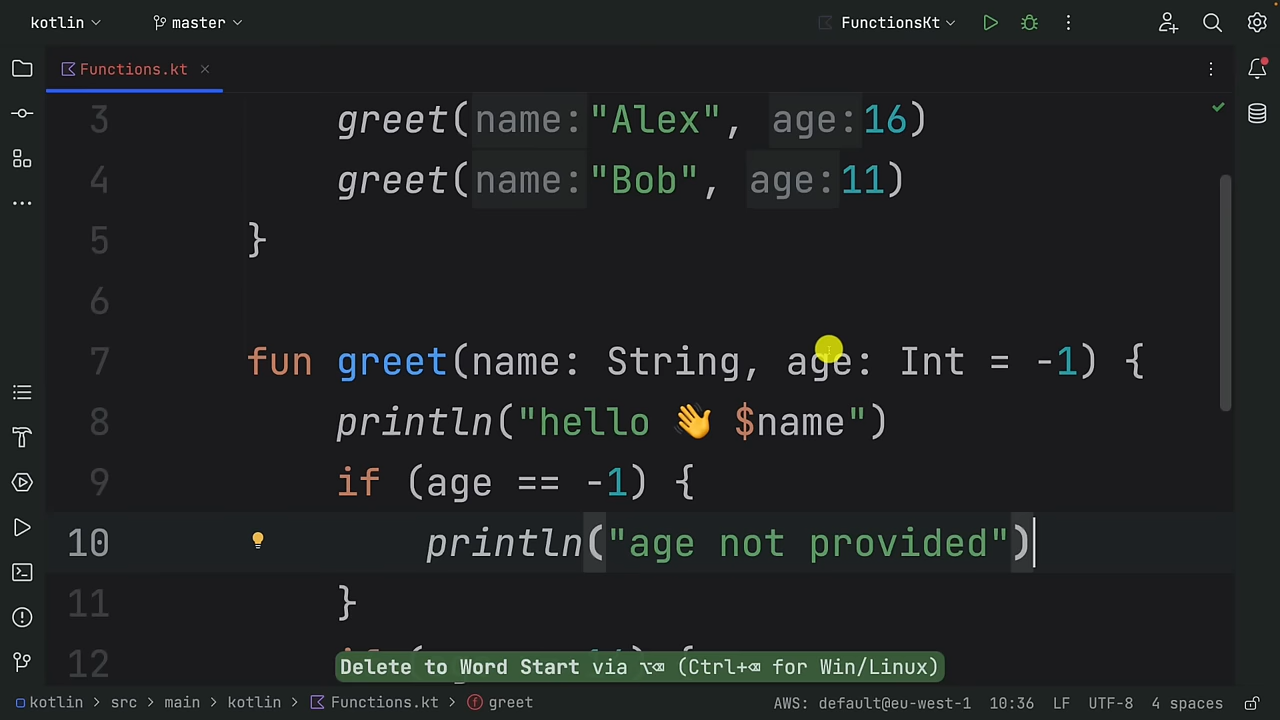 kotlin master FunctionsKt
Functions.kt
3 greet(name: "Alex", age: 16)
4 greet(name: "Bob", age: 11)
5 }
6
7 fun greet(name: String, age: Int = -1) {
8 println("hello 👋 $name")
9 if (age == -1) {
10 println("age not provided")
11 }
12
Delete to Word Start via ⌥⌫ (Ctrl+⌫ for Win/Linux)
kotlin > src > main > kotlin > Functions.kt > greet AWS: default@eu-west-1 10:36 LF UTF-8 4 spaces